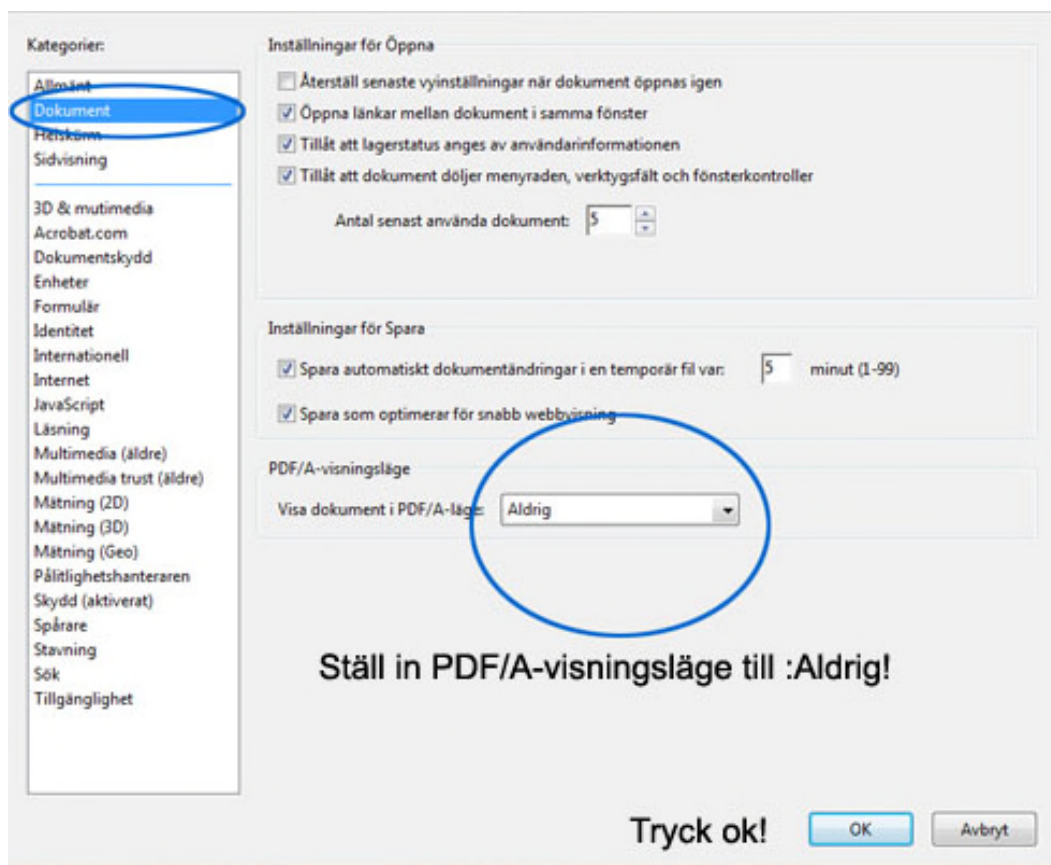 Kategorier:
Allmänt
Dokument
Helskärm
Sidvisning
3D & mutimedia
Acrobat.com
Dokumentskydd
Enheter
Formulär
Identitet
Internationell
Internet
JavaScript
Läsning
Multimedia (äldre)
Multimedia trust (äldre)
Mätning (2D)
Mätning (3D)
Mätning (Geo)
Pålitlighetshanteraren
Skydd (aktiverat)
Spårare
Stavning
Sök
Tillgänglighet
Inställningar för Öppna
Återställ senaste vyinställningar när dokument öppnas igen
Öppna länkar mellan dokument i samma fönster
Tillåt att lagerstatus anges av användarinformationen
Tillåt att dokument döljer menyraden, verktygsfält och fönsterkontroller
Antal senast använda dokument: 5
Inställningar för Spara
Spara automatiskt dokumentändringar i en temporär fil var: 5 minut (1-99)
Spara som optimerar för snabb webbvisning
PDF/A-visningsläge
Visa dokument i PDF/A-läge: Aldrig
Ställ in PDF/A-visningsläge till :Aldrig!
Tryck ok! OK Avbryt